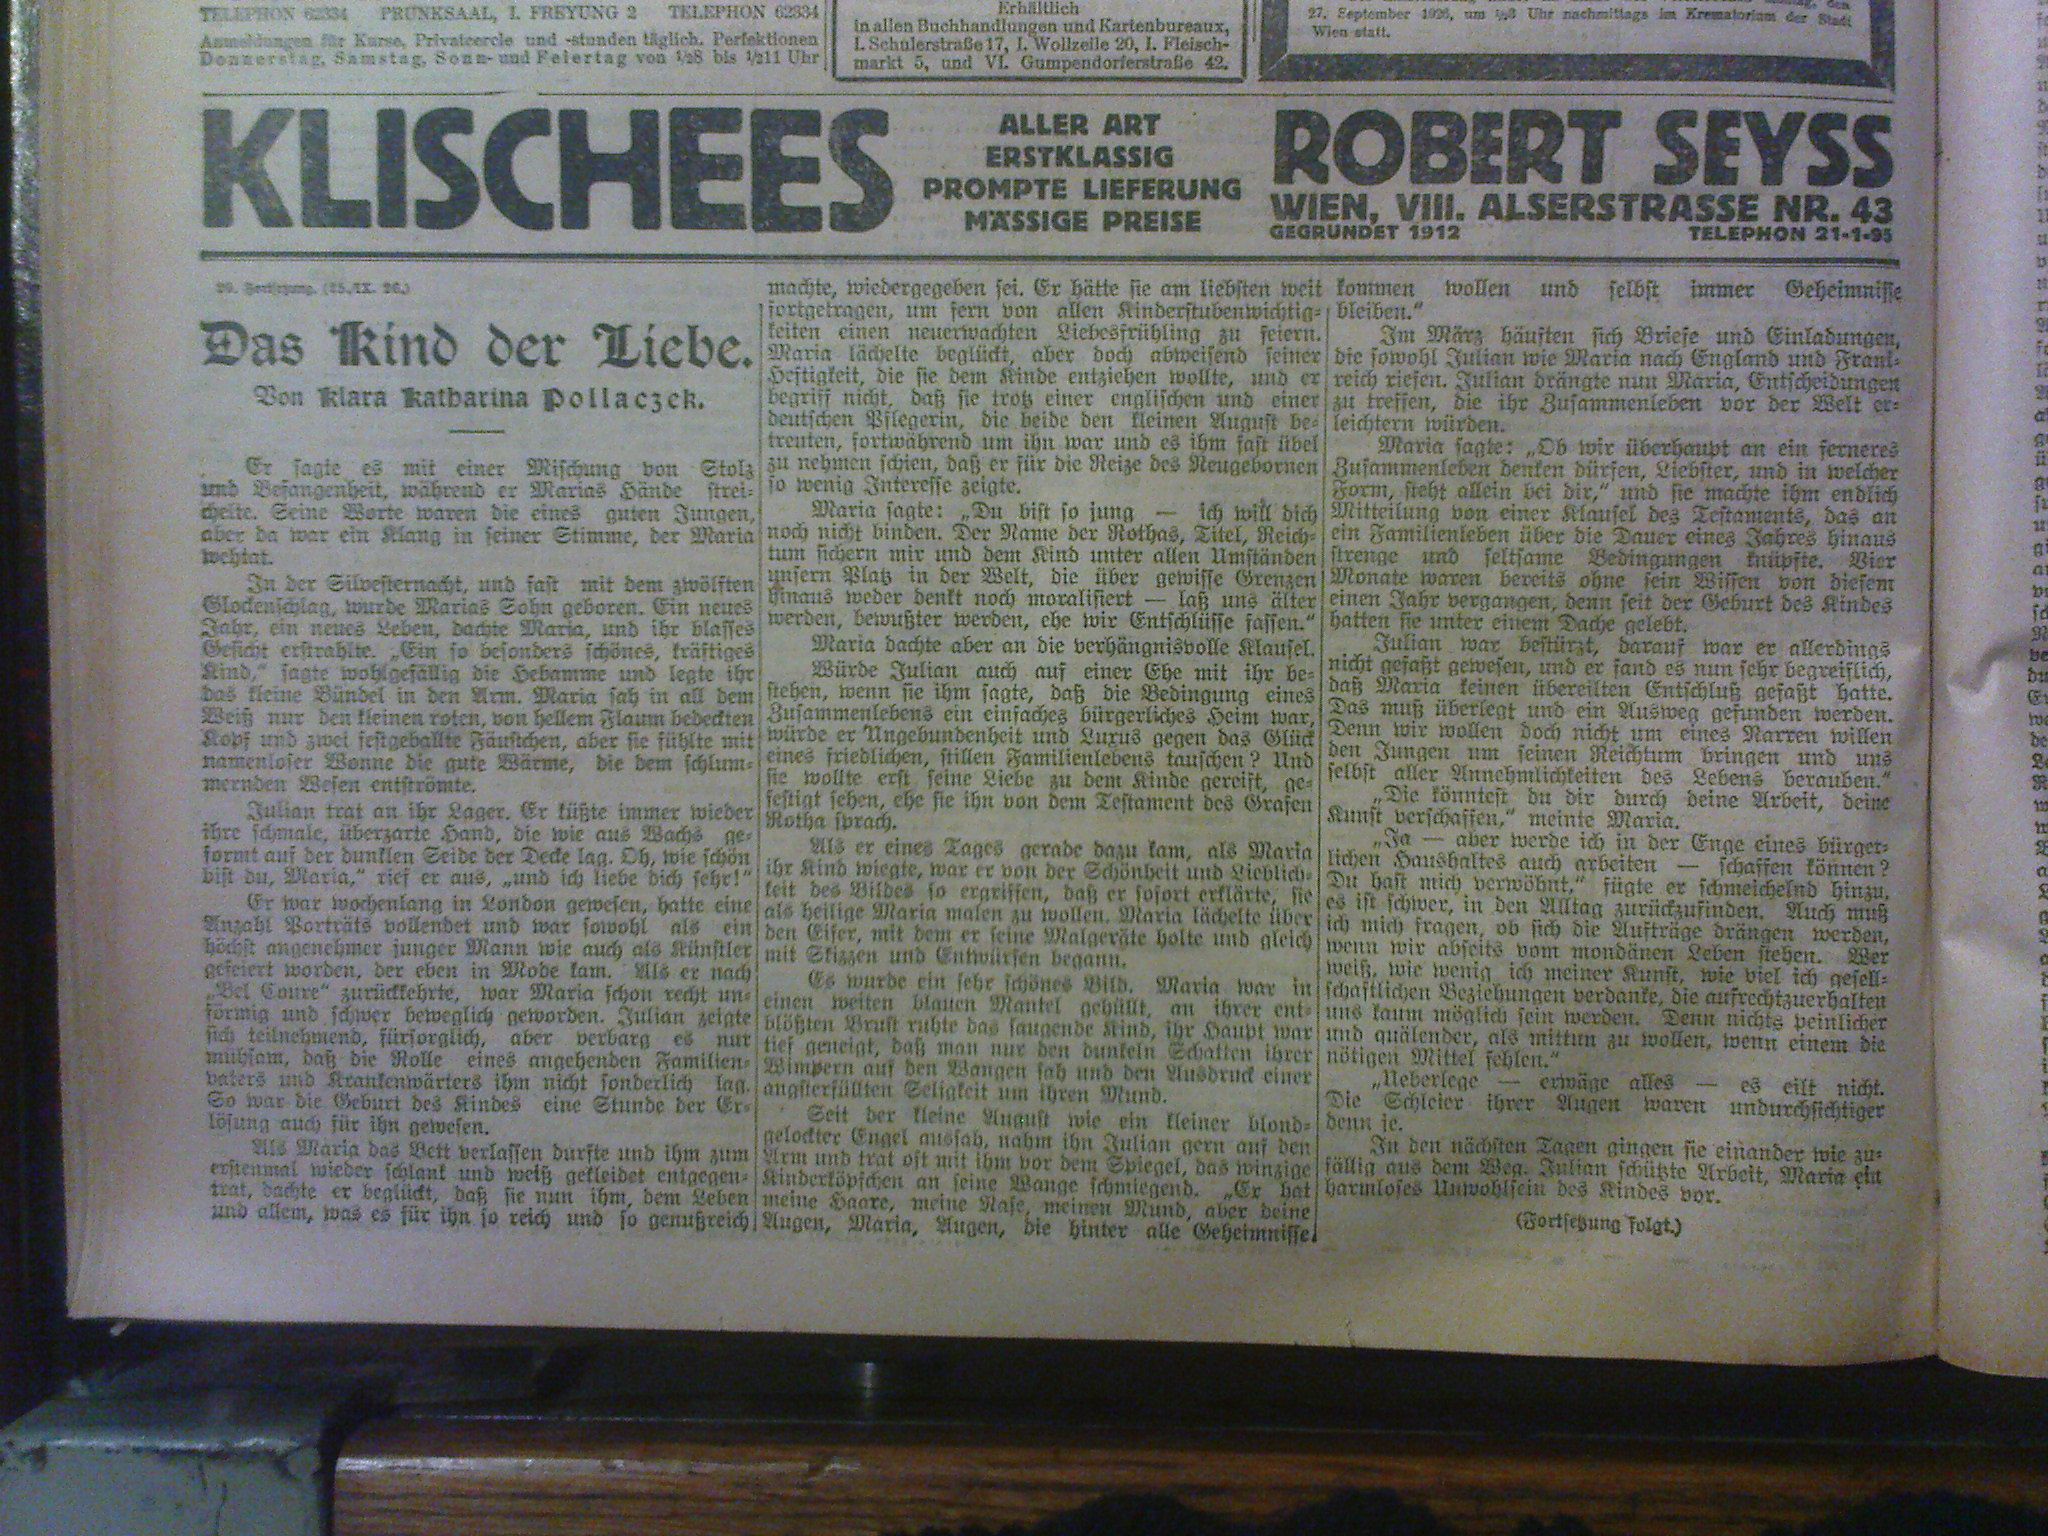 TELEPHON 62334 PRUNKSAAL, I. FREYUNG 2 TELEPHON 62334
Anmeldungen für Kurse, Privatcercle und -stunden täglich. Perfektionen
Donnerstag, Samstag, Sonn- und Feiertag von ½8 bis ½11 Uhr
Erhältlich
in allen Buchhandlungen und Kartenbureaux,
I. Schulerstraße 17, I. Wollzeile 20, I. Fleisch-
markt 5, und VI. Gumpendorferstraße 42.
27. September 1926, um ½3 Uhr nachmittags im Krematorium der Stadt
Wien statt.
KLISCHEES
ALLER ART
ERSTKLASSIG
PROMPTE LIEFERUNG
MÄSSIGE PREISE
ROBERT SEYSS
WIEN, VIII. ALSERSTRASSE NR. 43
GEGRÜNDET 1912 TELEPHON 21-1-95
Fortsetzung. (25./IX. 26.)
Das Kind der Liebe.
Von Klara Katharina Pollaczek.
Er sagte es mit einer Mischung von Stolz
und Befangenheit, während er Marias Hände strei-
chelte. Seine Worte waren die eines guten Jungen,
aber da war ein Klang in seiner Stimme, der Maria
wehtat.
In der Silvesternacht, und fast mit dem zwölften
Glockenschlag, wurde Marias Sohn geboren. Ein neues
Jahr, ein neues Leben, dachte Maria, und ihr blasses
Gesicht erstrahlte. „Ein so besonders schönes, kräftiges
Kind,“ sagte wohlgefällig die Hebamme und legte ihr
das kleine Bündel in den Arm. Maria sah in all dem
Weiß nur den kleinen roten, von hellem Flaum bedeckten
Kopf und zwei festgeballte Fäustchen, aber sie fühlte mit
namenloser Wonne die gute Wärme, die dem schlum-
mernden Wesen entströmte.
Julian trat an ihr Lager. Er küßte immer wieder
ihre schmale, überzarte Hand, die wie aus Wachs ge-
formt auf der dunklen Seide der Decke lag. Oh, wie schön
bist du, Maria,“ rief er aus, „und ich liebe dich sehr!“
Er war wochenlang in London gewesen, hatte eine
Anzahl Porträts vollendet und war sowohl als ein
höchst angenehmer junger Mann wie auch als Künstler
gefeiert worden, der eben in Mode kam. Als er nach
„Bel Coure“ zurückkehrte, war Maria schon recht un-
förmig und schwer beweglich geworden. Julian zeigte
sich teilnehmend, fürsorglich, aber verbarg es nur
mühsam, daß die Rolle eines angehenden Familien-
vaters und Krankenwärters ihm nicht sonderlich lag.
So war die Geburt des Kindes eine Stunde der Er-
lösung auch für ihn gewesen.
Als Maria das Bett verlassen durfte und ihm zum
erstenmal wieder schlank und weiß gekleidet entgegen-
trat, dachte er beglückt, daß sie nun ihm, dem Leben
und allem, was es für ihn so reich und so genußreich
machte, wiedergegeben sei. Er hätte sie am liebsten weit
fortgetragen, um fern von allen Kinderstubenwichtig-
keiten einen neuerwachten Liebesfrühling zu feiern.
Maria lächelte beglückt, aber doch abweisend seiner
Heftigkeit, die sie dem Kinde entziehen wollte, und er
begriff nicht, daß sie trotz einer englischen und einer
deutschen Pflegerin, die beide den kleinen August be-
treuten, fortwährend um ihn war und es ihm fast übel
zu nehmen schien, daß er für die Reize des Neugebornen
so wenig Interesse zeigte.
Maria sagte: „Du bist so jung — ich will dich
noch nicht binden. Der Name der Rothas, Titel, Reich-
tum sichern mir und dem Kind unter allen Umständen
unsern Platz in der Welt, die über gewisse Grenzen
hinaus weder denkt noch moralisiert — laß uns älter
werden, bewußter werden, ehe wir Entschlüsse fassen.“
Maria dachte aber an die verhängnisvolle Klausel.
Würde Julian auch auf einer Ehe mit ihr be-
stehen, wenn sie ihm sagte, daß die Bedingung eines
Zusammenlebens ein einfaches bürgerliches Heim war,
würde er Ungebundenheit und Luxus gegen das Glück
eines friedlichen, stillen Familienlebens tauschen? Und
sie wollte erst seine Liebe zu dem Kinde gereift, ge-
festigt sehen, ehe sie ihn von dem Testament des Grafen
Rotha sprach.
Als er eines Tages gerade dazu kam, als Maria
ihr Kind wiegte, war er von der Schönheit und Lieblich-
keit des Bildes so ergriffen, daß er sofort erklärte, sie
als heilige Maria malen zu wollen. Maria lächelte über
den Eifer, mit dem er seine Malgeräte holte und gleich
mit Skizzen und Entwürfen begann.
Es wurde ein sehr schönes Bild. Maria war in
einen weiten blauen Mantel gehüllt, an ihrer ent-
blößten Brust ruhte das saugende Kind, ihr Haupt war
tief geneigt, daß man nur den dunkeln Schatten ihrer
Wimpern auf den Wangen sah und den Ausdruck einer
angsterfüllten Seligkeit um ihren Mund.
Seit der kleine August wie ein kleiner blond-
gelockter Engel aussah, nahm ihn Julian gern auf den
Arm und trat oft mit ihm vor dem Spiegel, das winzige
Kinderköpfchen an seine Wange schmiegend. „Er hat
meine Haare, meine Nase, meinen Mund, aber deine
Augen, Maria, Augen, die hinter alle Geheimnisse
kommen wollen und selbst immer Geheimnisse
bleiben.“
Im März häuften sich Briefe und Einladungen,
die sowohl Julian wie Maria nach England und Frank-
reich riefen. Julian drängte nun Maria, Entscheidungen
zu treffen, die ihr Zusammenleben vor der Welt er-
leichtern würden.
Maria sagte: „Ob wir überhaupt an ein ferneres
Zusammenleben denken dürfen, Liebster, und in welcher
Form, steht allein bei dir,“ und sie machte ihm endlich
Mitteilung von einer Klausel des Testaments, das an
ein Familienleben über die Dauer eines Jahres hinaus
strenge und seltsame Bedingungen knüpfte. Vier
Monate waren bereits ohne sein Wissen von diesem
einen Jahr vergangen, denn seit der Geburt des Kindes
hatten sie unter einem Dache gelebt.
Julian war bestürzt, darauf war er allerdings
nicht gefaßt gewesen, und er fand es nun sehr begreiflich,
daß Maria keinen übereilten Entschluß gefaßt hatte.
Das muß überlegt und ein Ausweg gefunden werden.
Denn wir wollen doch nicht um eines Narren willen
den Jungen um seinen Reichtum bringen und uns
selbst aller Annehmlichkeiten des Lebens berauben.“
„Die könntest du dir durch deine Arbeit, deine
Kunst verschaffen,“ meinte Maria.
„Ja — aber werde ich in der Enge eines bürger-
lichen Haushaltes auch arbeiten — schaffen können?
Du hast mich verwöhnt,“ fügte er schmeichelnd hinzu,
es ist schwer, in den Alltag zurückzufinden. Auch muß
ich mich fragen, ob sich die Aufträge drängen werden,
wenn wir abseits vom mondänen Leben stehen. Wer
weiß, wie wenig ich meiner Kunst, wie viel ich gesell-
schaftlichen Beziehungen verdanke, die aufrechtzuerhalten
uns kaum möglich sein werden. Denn nichts peinlicher
und quälender, als mittun zu wollen, wenn einem die
nötigen Mittel fehlen.“
„Ueberlege — erwäge alles — es eilt nicht.
Die Schleier ihrer Augen waren undurchsichtiger
denn je.
In den nächsten Tagen gingen sie einander wie zu-
fällig aus dem Weg. Julian schützte Arbeit, Maria ein
harmloses Unwohlsein des Kindes vor.
(Fortsetzung folgt.)